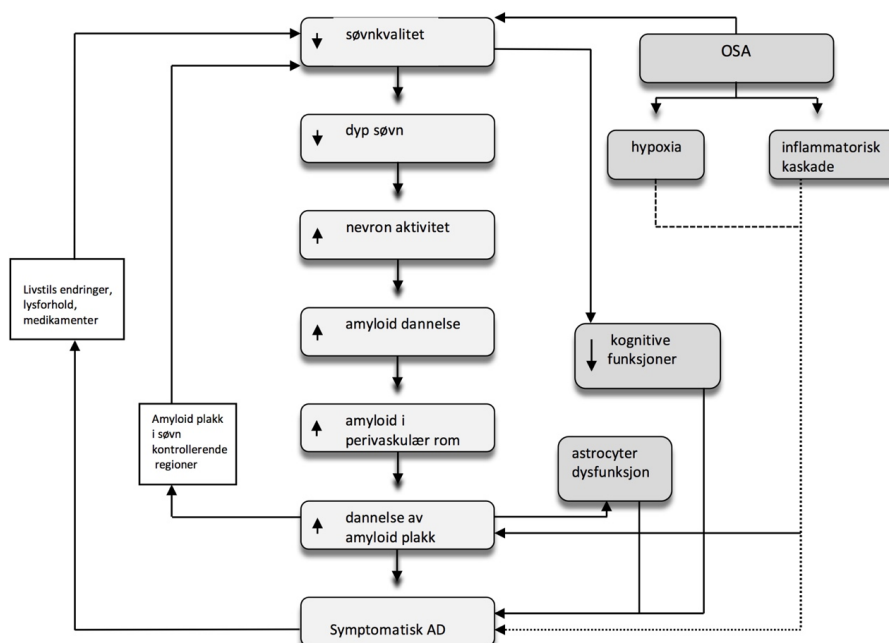 søvnkvalitet
OSA
dyp søvn
hypoxia
inflammatorisk
kaskade
nevron aktivitet
Livstils endringer,
lysforhold,
medikamenter
amyloid dannelse
kognitive
funksjoner
Amyloid plakk
i søvn
kontrollerende
regioner
amyloid i
perivaskulær rom
astrocyter
dysfunksjon
dannelse av
amyloid plakk
Symptomatisk AD